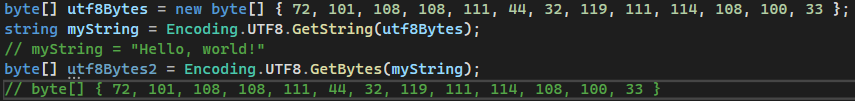 byte[] utf8Bytes = new byte[] { 72, 101, 108, 108, 111, 44, 32, 119, 111, 114, 108, 100, 33 };
string myString = Encoding.UTF8.GetString(utf8Bytes);
// myString = "Hello, world!"
byte[] utf8Bytes2 = Encoding.UTF8.GetBytes(myString);
// byte[] { 72, 101, 108, 108, 111, 44, 32, 119, 111, 114, 108, 100, 33 }